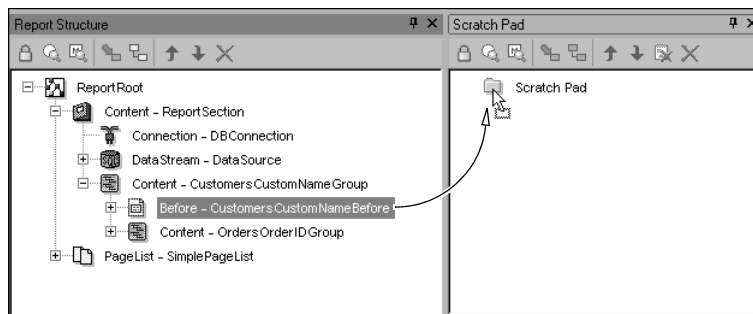 Report Structure
ReportRoot
Content – ReportSection
Connection – DBConnection
DataStream – DataSource
Content – CustomersCustomNameGroup
Before – CustomersCustomNameBefore
Content – OrdersOrderIDGroup
PageList – SimplePageList
Scratch Pad
Scratch Pad